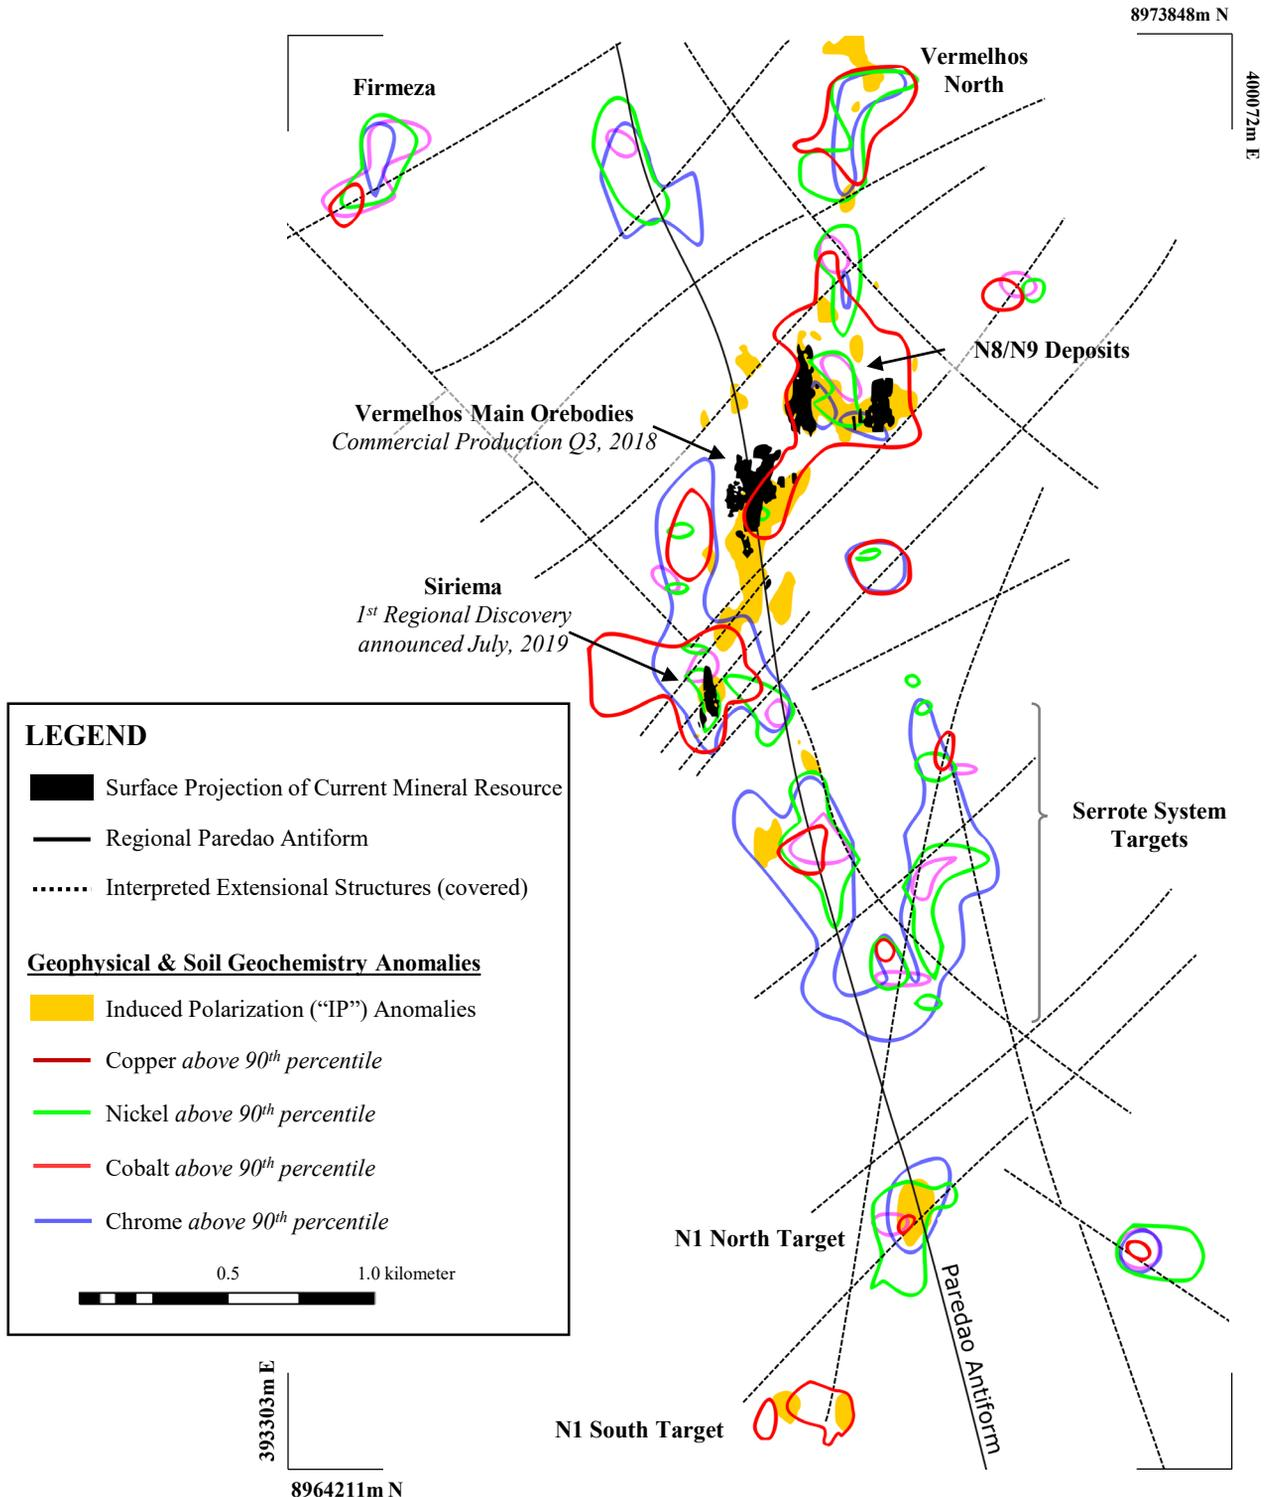 8973848m N
400072m E
Vermelhos
North
Firmeza
N8/N9 Deposits
Vermelhos Main Orebodies
Commercial Production Q3, 2018
Siriema
1st Regional Discovery
announced July, 2019
LEGEND
Surface Projection of Current Mineral Resource
Regional Paredao Antiform
Interpreted Extensional Structures (covered)
Geophysical & Soil Geochemistry Anomalies
Induced Polarization (“IP”) Anomalies
Copper above 90th percentile
Nickel above 90th percentile
Cobalt above 90th percentile
Chrome above 90th percentile
0.5 1.0 kilometer
Serrote System
Targets
N1 North Target
Paredao Antiform
N1 South Target
393303m E
8964211m N